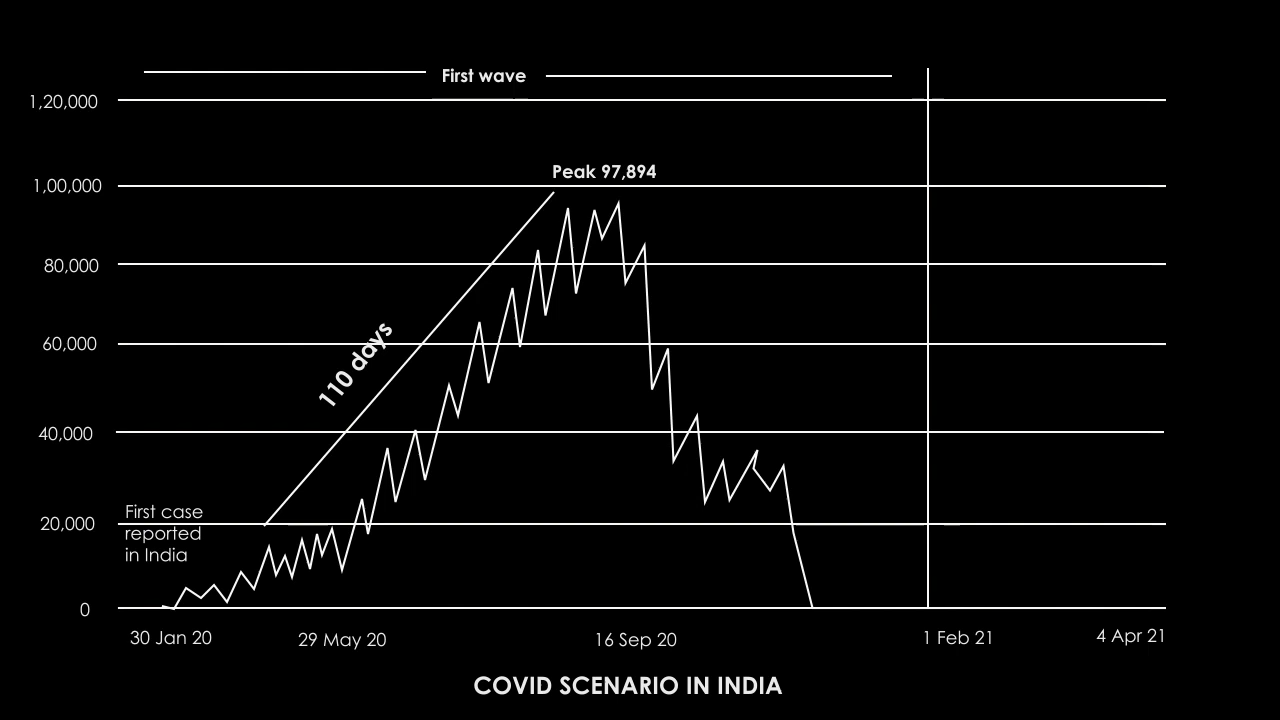 First wave
1,20,000
Peak 97,894
1,00,000
80,000
60,000
110 days
40,000
First case
reported
in India
20,000
0
30 Jan 20
29 May 20
16 Sep 20
1 Feb 21
4 Apr 21
COVID SCENARIO IN INDIA